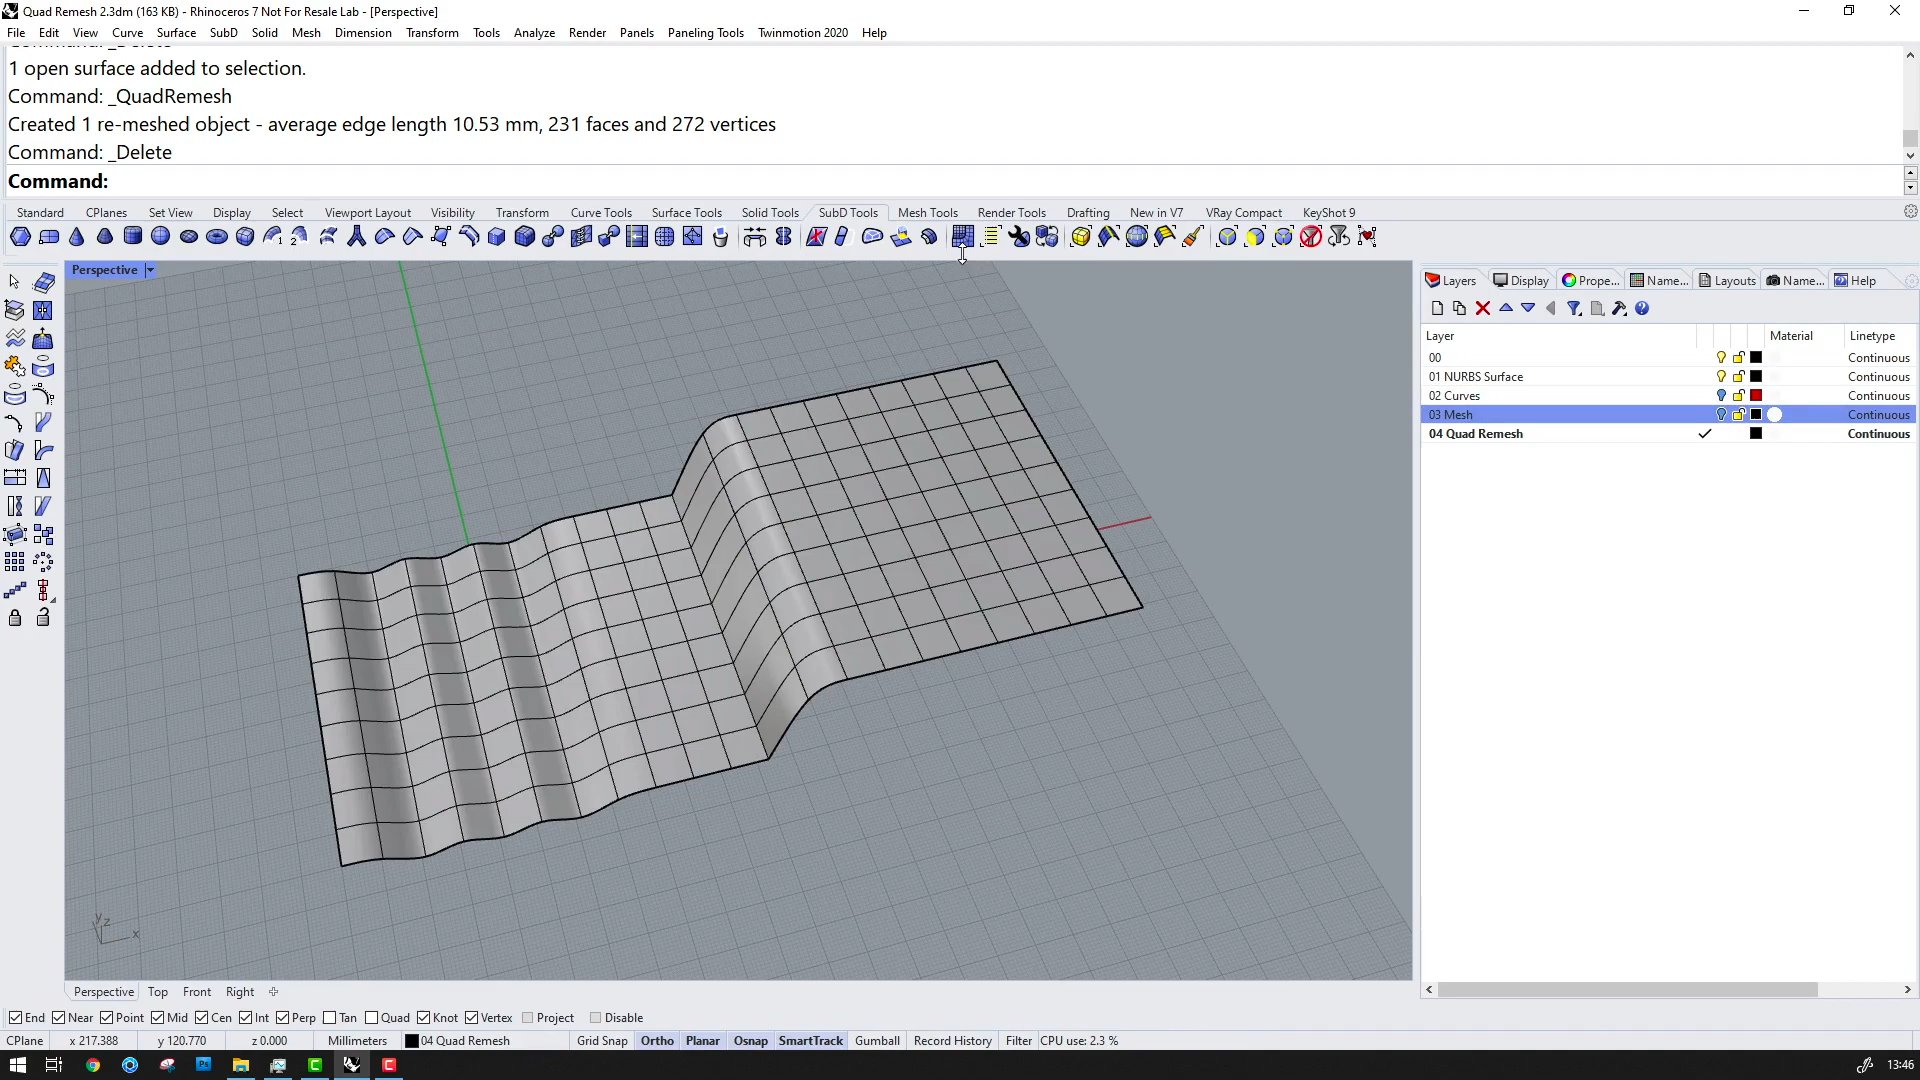 Quad Remesh 2.3dm (163 KB) - Rhinoceros 7 Not For Resale Lab - [Perspective]
File Edit View Curve Surface SubD Solid Mesh Dimension Transform Tools Analyze Render Panels Paneling Tools Twinmotion 2020 Help
1 open surface added to selection.
Command: _QuadRemesh
Created 1 re-meshed object - average edge length 10.53 mm, 231 faces and 272 vertices
Command: _Delete
Command:
Standard CPlanes Set View Display Select Viewport Layout Visibility Transform Curve Tools Surface Tools Solid Tools SubD Tools Mesh Tools Render Tools Drafting New in V7 VRay Compact KeyShot 9
Perspective
Layers Display Prope... Name... Layouts Name... Help
Layer Material Linetype
00 Continuous
01 NURBS Surface Continuous
02 Curves Continuous
03 Mesh Continuous
04 Quad Remesh Continuous
y z x
Perspective Top Front Right
End Near Point Mid Cen Int Perp Tan Quad Knot Vertex Project Disable
CPlane x 217.388 y 120.770 z 0.000 Millimeters 04 Quad Remesh Grid Snap Ortho Planar Osnap SmartTrack Gumball Record History Filter CPU use: 2.3 %
13:46